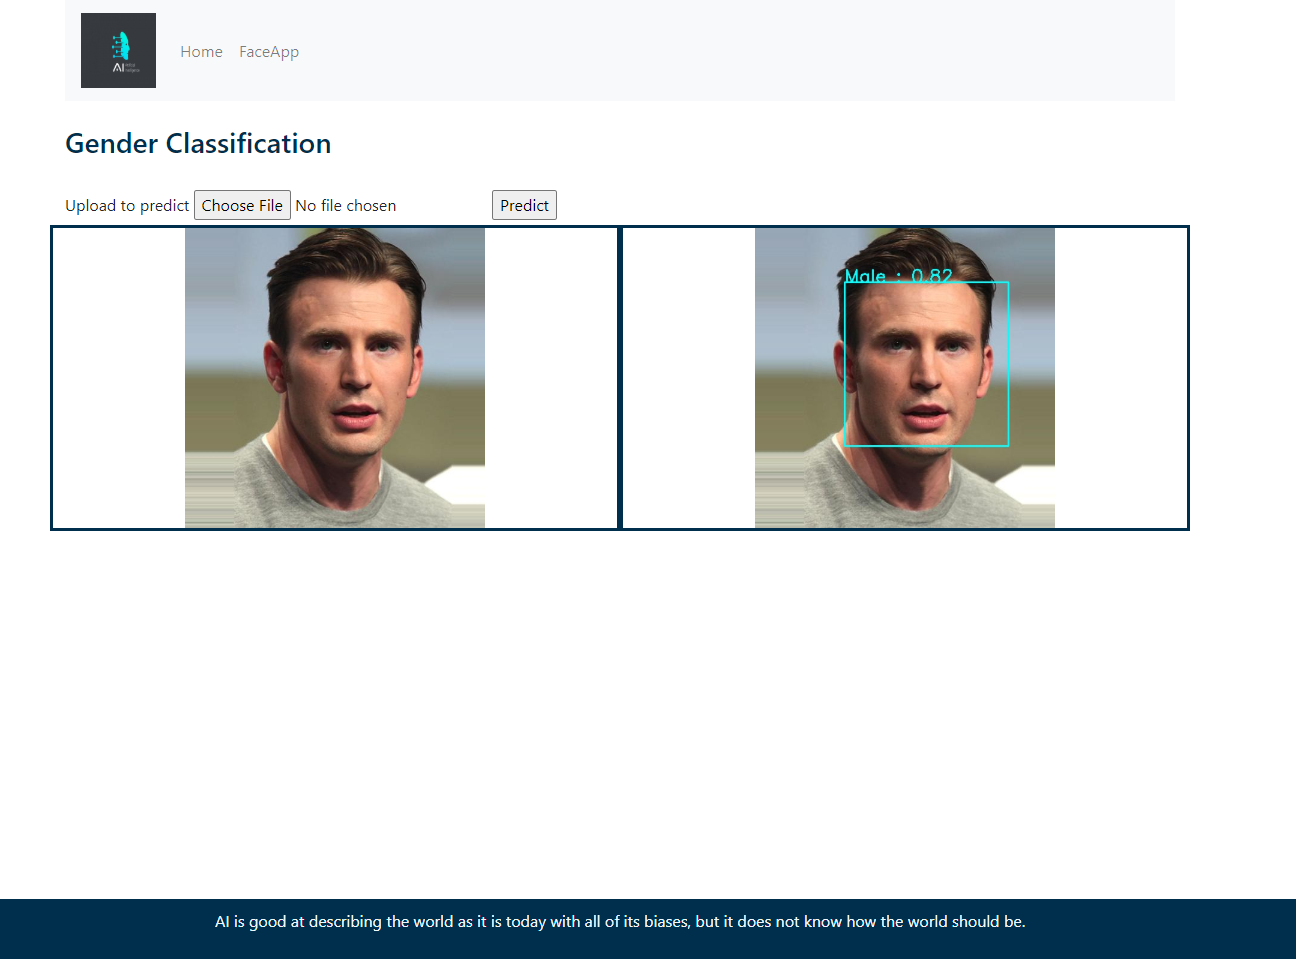 AI
Home FaceApp
Gender Classification
Upload to predict Choose File No file chosen Predict
Male : 0.82
AI is good at describing the world as it is today with all of its biases, but it does not know how the world should be.